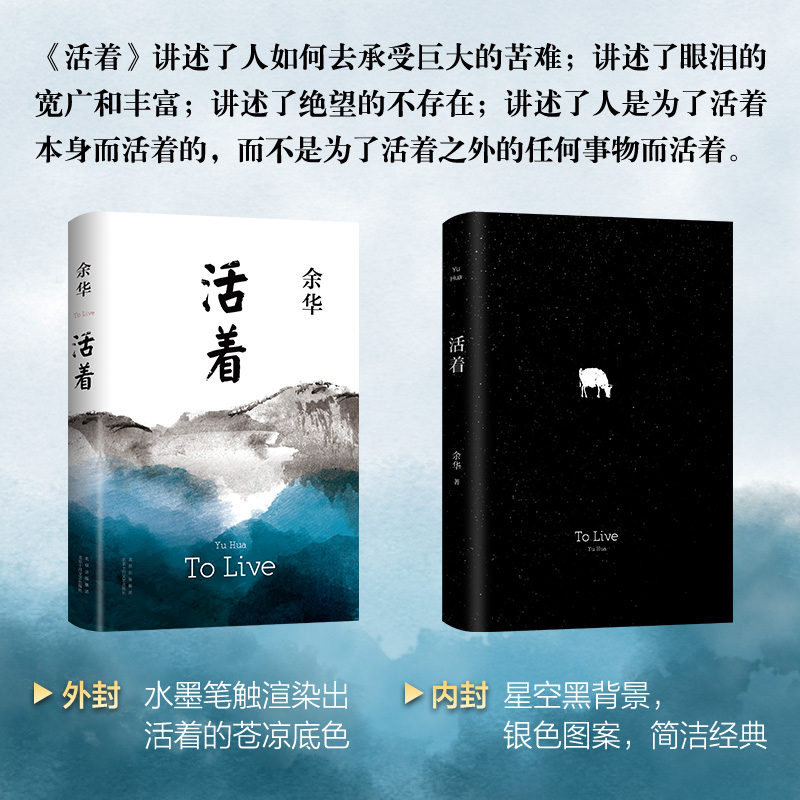 《活着》讲述了人如何去承受巨大的苦难；讲述了眼泪的
宽广和丰富；讲述了绝望的不存在；讲述了人是为了活着
本身而活着的，而不是为了活着之外的任何事物而活着。
余华
To Live
活着
活着
余华
Yu Hua
To Live
Yu
Hua
活着
余华
著
To Live
Yu Hua
外封
水墨笔触渲染出
活着的苍凉底色
内封
星空黑背景，
银色图案，简洁经典